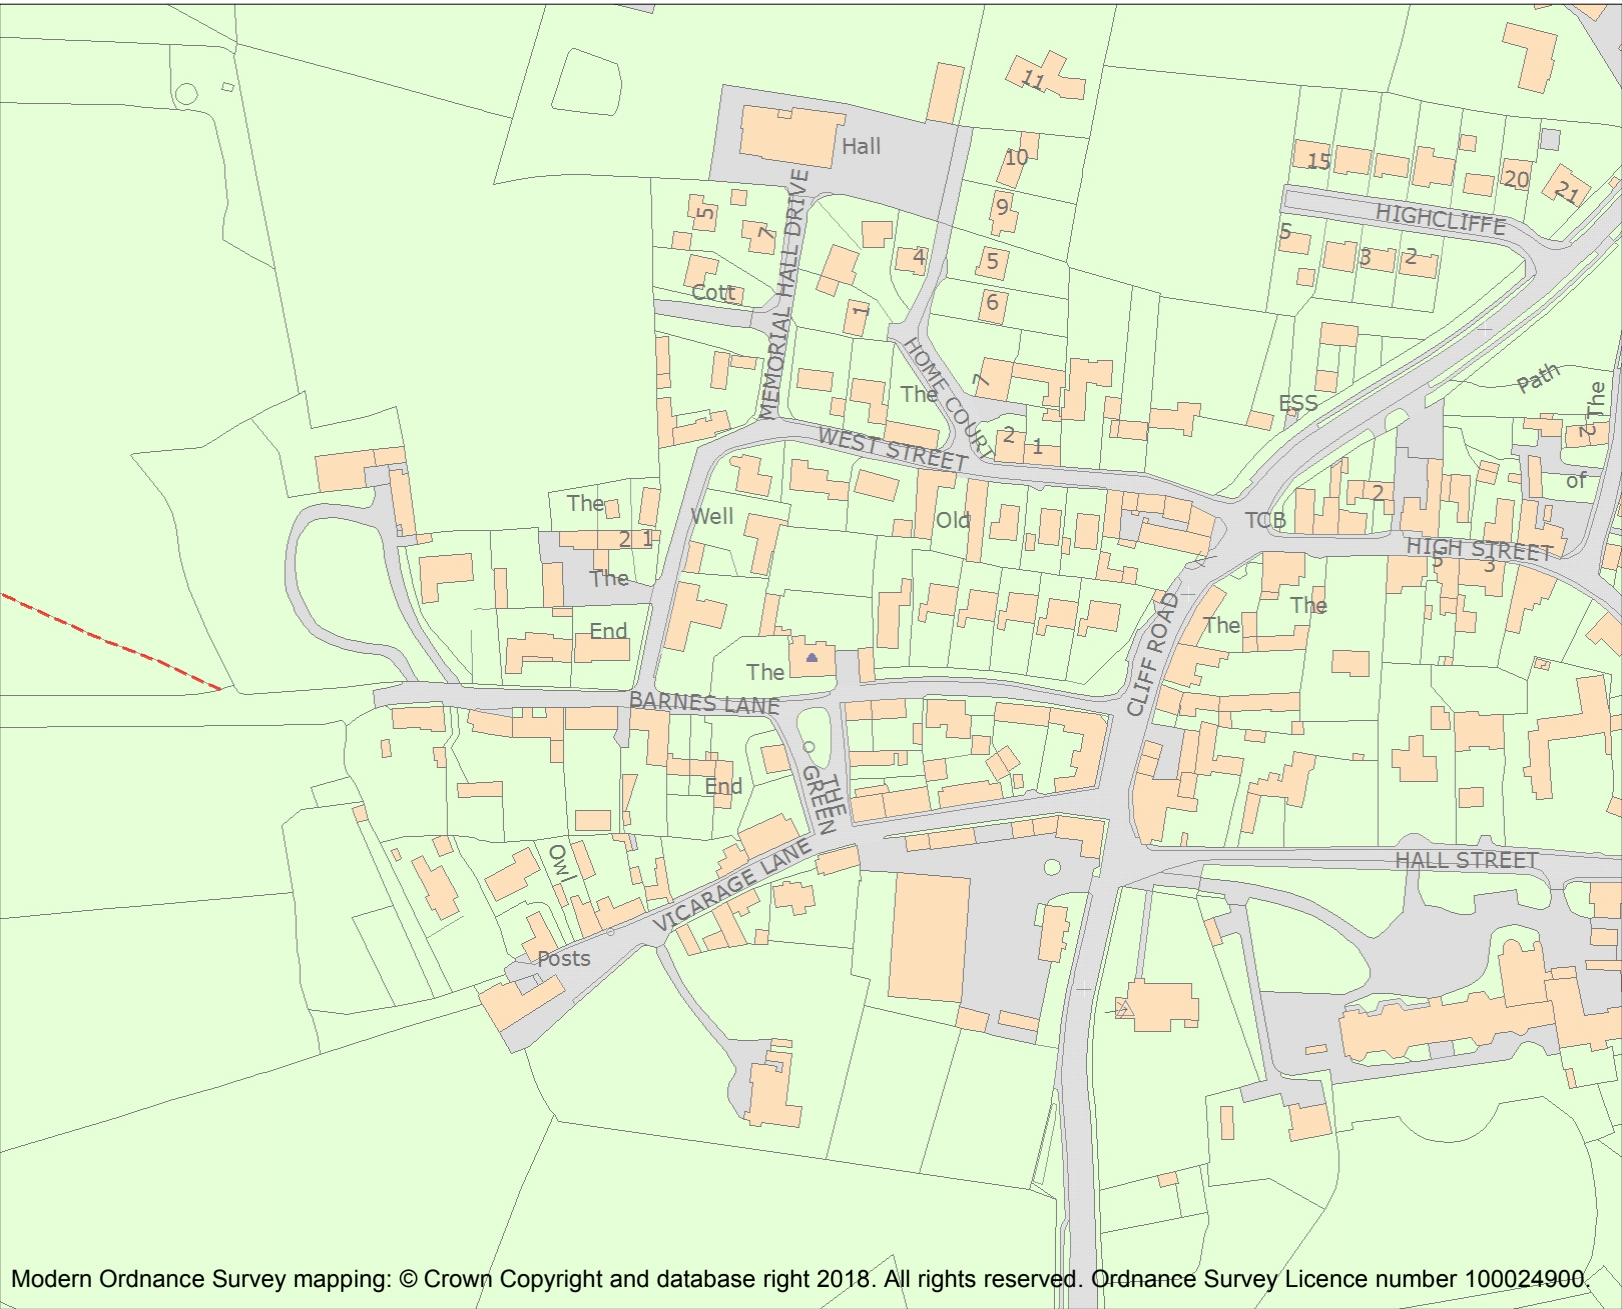 11
Hall
10
15
20
21
5
7
MEMORIAL HALL DRIVE
9
HIGHCLIFFE
5
3
2
4
5
Cott
6
1
HOME COURT
7
The
Path
The
2
ESS
WEST STREET
2
1
of
The
Well
Old
2
TCB
2 1
The
HIGH STREET
5
3
The
The
CLIFF ROAD
End
The
BARNES LANE
End
THE
GREEN
Owl
VICARAGE LANE
HALL STREET
Posts
Modern Ordnance Survey mapping: © Crown Copyright and database right 2018. All rights reserved. Ordnance Survey Licence number 100024900.